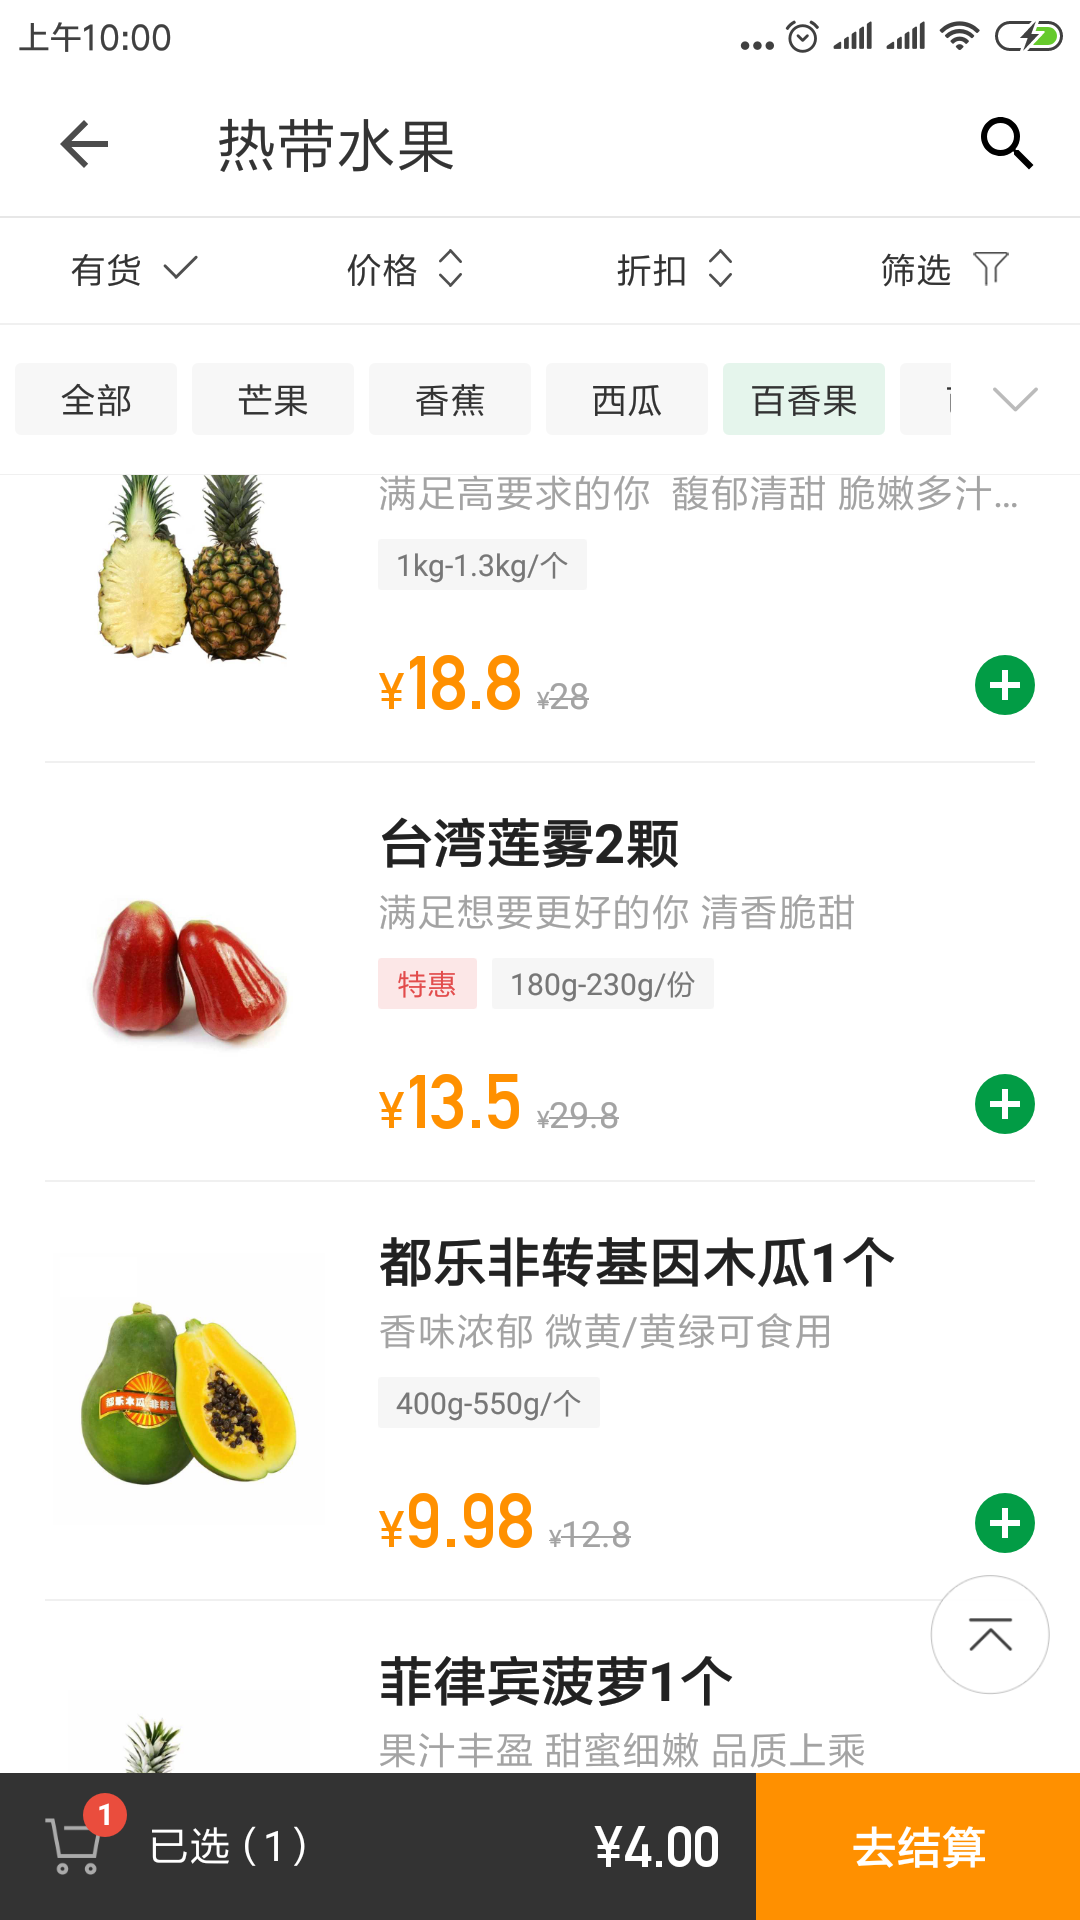 上午10:00
热带水果
有货 价格 折扣 筛选
全部 芒果 香蕉 西瓜 百香果
满足高要求的你 馥郁清甜 脆嫩多汁...
1kg-1.3kg/个
¥18.8 ¥28
台湾莲雾2颗
满足想要更好的你 清香脆甜
特惠 180g-230g/份
¥13.5 ¥29.8
都乐非转基因木瓜1个
香味浓郁 微黄/黄绿可食用
400g-550g/个
¥9.98 ¥12.8
菲律宾菠萝1个
果汁丰盈 甜蜜细嫩 品质上乘
1 已选(1) ¥4.00 去结算